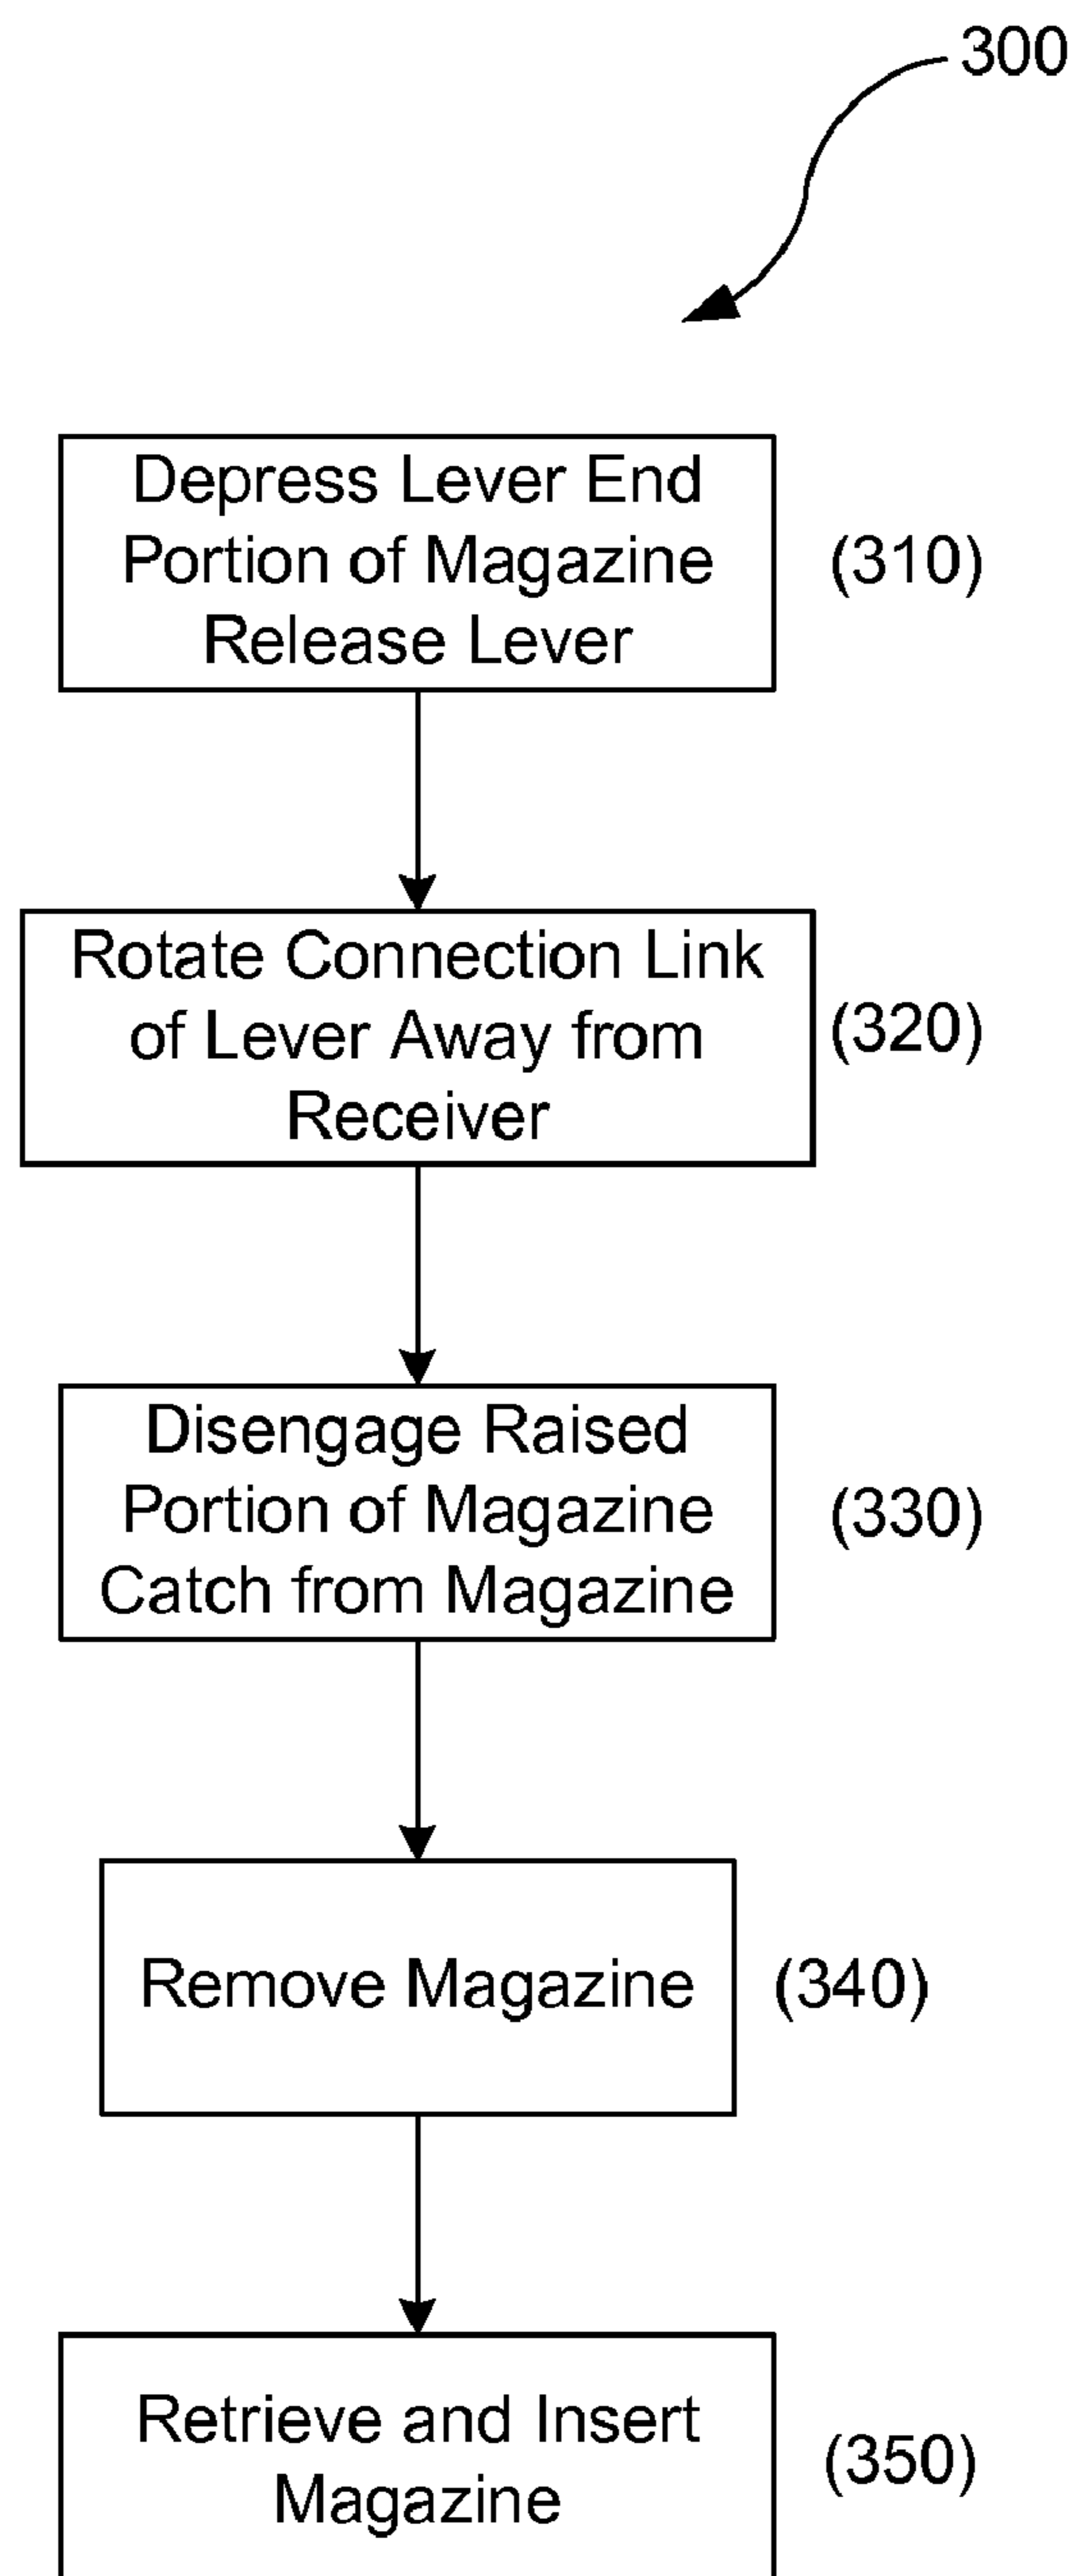 300
Depress Lever End
Portion of Magazine
Release Lever
(310)
Rotate Connection Link
of Lever Away from
Receiver
(320)
Disengage Raised
Portion of Magazine
Catch from Magazine
(330)
Remove Magazine
(340)
Retrieve and Insert
Magazine
(350)